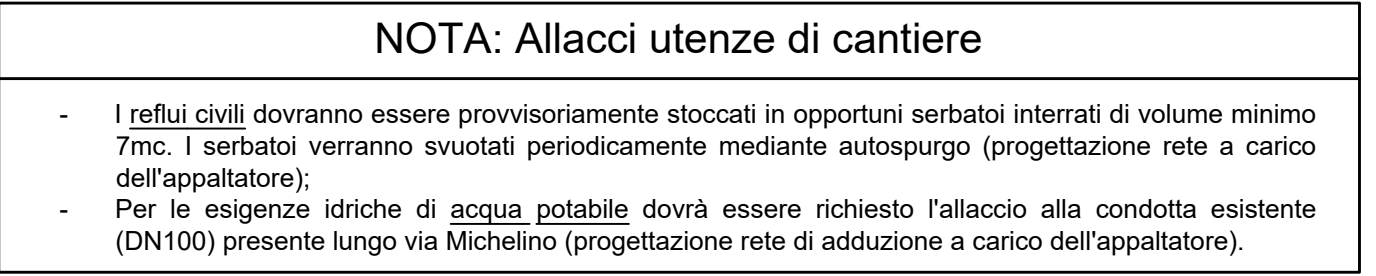 NOTA: Allacci utenze di cantiere
- I reflui civili dovranno essere provvisoriamente stoccati in opportuni serbatoi interrati di volume minimo
7mc. I serbatoi verranno svuotati periodicamente mediante autospurgo (progettazione rete a carico
dell'appaltatore);
- Per le esigenze idriche di acqua potabile dovrà essere richiesto l'allaccio alla condotta esistente
(DN100) presente lungo via Michelino (progettazione rete di adduzione a carico dell'appaltatore).